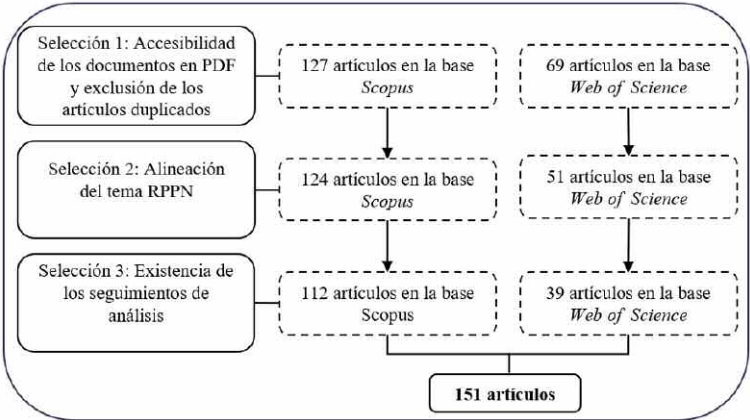 Selección 1: Accesibilidad
de los documentos en PDF
y exclusión de los
artículos duplicados
127 artículos en la base
Scopus
69 artículos en la base
Web of Science
Selección 2: Alineación
del tema RPPN
124 artículos en la base
Scopus
51 artículos en la base
Web of Science
Selección 3: Existencia de
los seguimientos de
análisis
112 artículos en la base
Scopus
39 artículos en la base
Web of Science
151 artículos